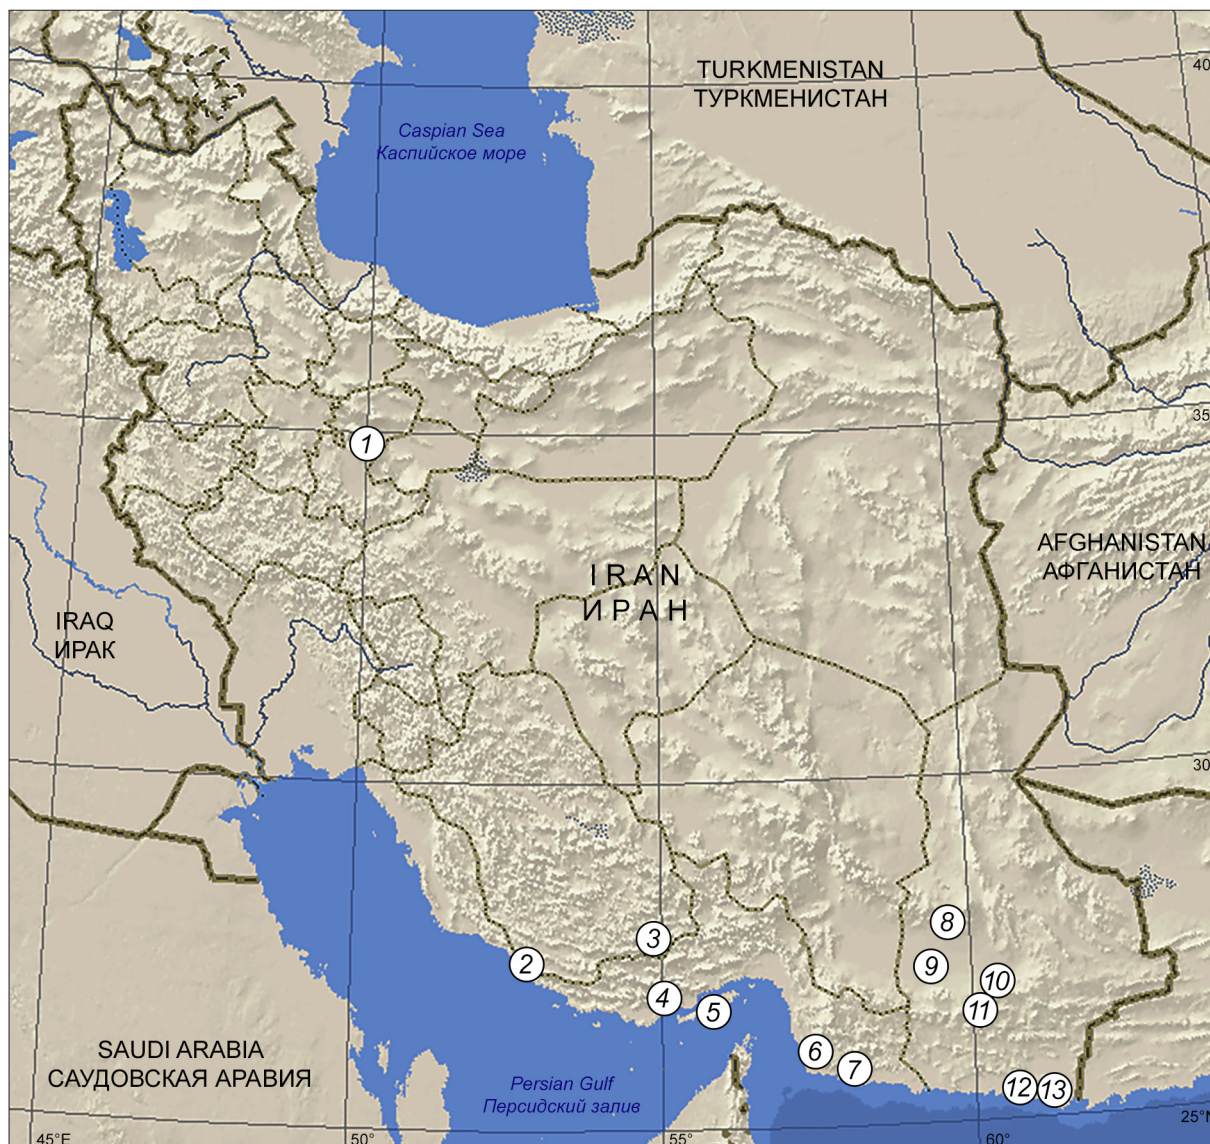 TURKMENISTAN
ТУРКМЕНИСТАН
40
Caspian Sea
Каспийское море
35
1
AFGHANISTAN
АФГАНИСТАН
I R A N
И Р А Н
IRAQ
ИРАК
30
8
3
2
9
10
4
5
11
6
7
SAUDI ARABIA
САУДОВСКАЯ АРАВИЯ
Persian Gulf
Персидский залив
12
13
25°N
45°E
50°
55°
60°